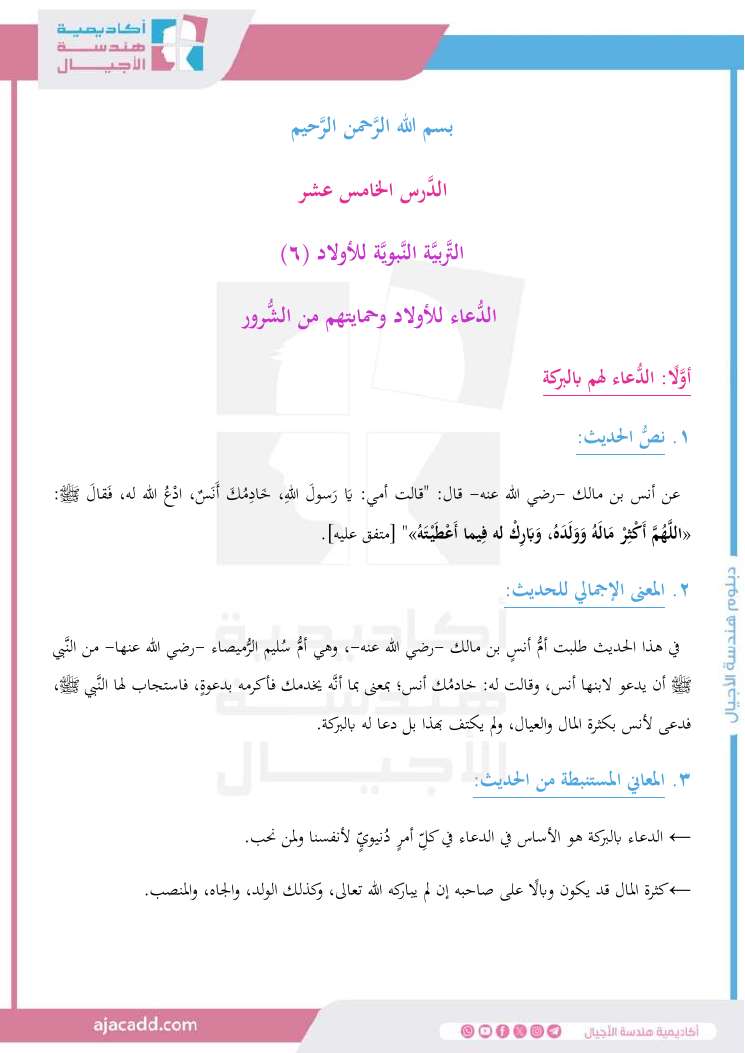 أكاديمية
هندسة
الأجيال
بسم الله الرَّحمن الرَّحيم
الدَّرس الخامس عشر
التَّربيَّة النَّبويَّة للأولاد (٦)
الدُّعاء للأولاد وحمايتهم من الشُّرور
أوَّلًا: الدُّعاء لهم بالبركة
١. نصُّ الحديث:
عن أنس بن مالك -رضي الله عنه- قال: "قالت أمي: يَا رَسولَ اللهِ، خَادِمُكَ أَنَسٌ، ادْعُ الله له، فَقالَ ﷺ:
«اللَّهُمَّ أَكْثِرْ مَالَهُ وَوَلَدَهُ، وَبَارِكْ له فِيما أَعْطَيْتَهُ»" [متفق عليه].
٢. المعنى الإجمالي للحديث:
في هذا الحديث طلبت أمُّ أنسٍ بن مالك -رضي الله عنه-، وهي أمُّ سُليم الرُّميصاء -رضي الله عنها- من النَّبي
ﷺ أن يدعو لابنها أنس، وقالت له: خادمُك أنس؛ بمعنى بما أنَّه يخدمك فأكرمه بدعوةٍ، فاستجاب لها النَّبي ﷺ،
فدعى لأنس بكثرة المال والعيال، ولم يكتف بهذا بل دعا له بالبركة.
٣. المعاني المستنبطة من الحديث:
← الدعاء بالبركة هو الأساس في الدعاء في كلِّ أمرٍ دُنيويٍّ لأنفسنا ولمن نحب.
←كثرة المال قد يكون وبالًا على صاحبه إن لم يباركه الله تعالى، وكذلك الولد، والجاه، والمنصب.
أكاديمية
هندسة
الأجيال
دبلوم هندسة الأجيال
ajacadd.com
أكاديمية هندسة الأجيال